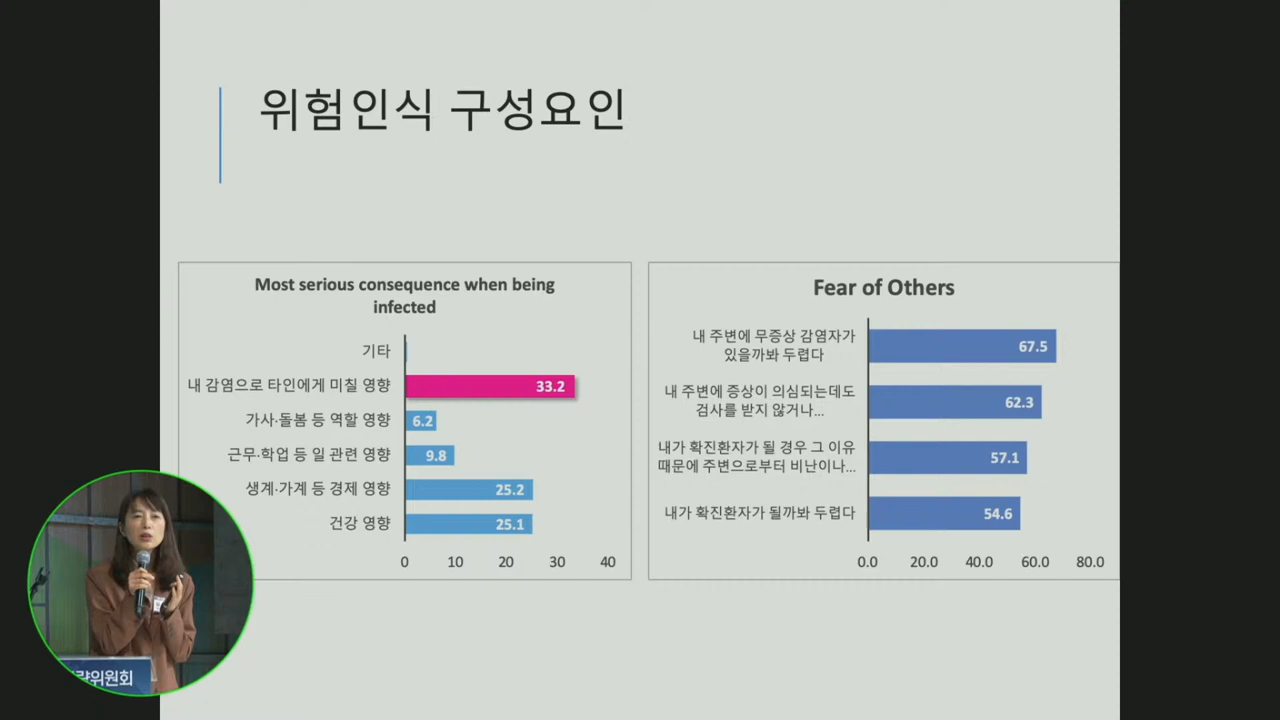 위험인식 구성요인
Most serious consequence when being
infected
기타
내 감염으로 타인에게 미칠 영향
33.2
가사·돌봄 등 역할 영향
6.2
근무·학업 등 일 관련 영향
9.8
생계·가계 등 경제 영향
25.2
건강 영향
25.1
0 10 20 30 40
Fear of Others
내 주변에 무증상 감염자가
있을까봐 두렵다
67.5
내 주변에 증상이 의심되는데도
검사를 받지 않거나...
62.3
내가 확진환자가 될 경우 그 이유
때문에 주변으로부터 비난이나...
57.1
내가 확진환자가 될까봐 두렵다
54.6
0.0 20.0 40.0 60.0 80.0
략위원회